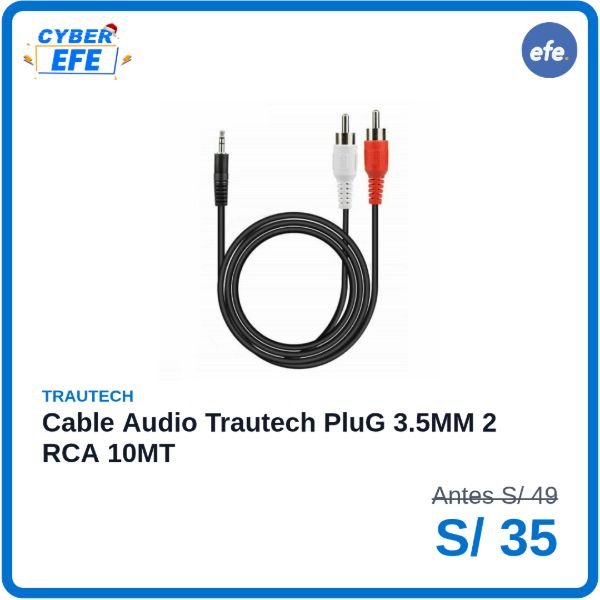 CYBER
EFE
efe.
TRAUTECH
Cable Audio Trautech PluG 3.5MM 2
RCA 10MT
Antes S/ 49
S/ 35